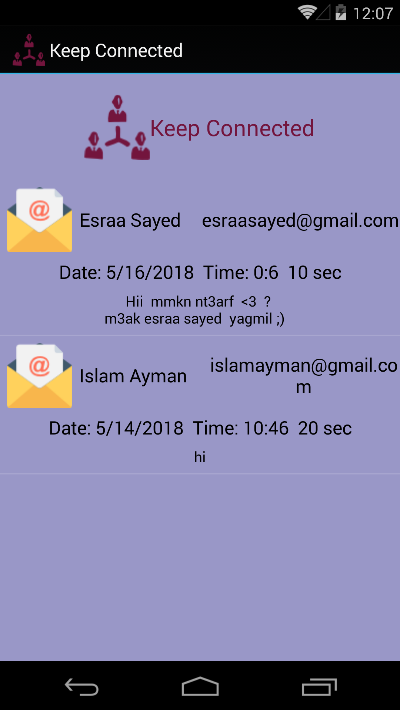 12:07
Keep Connected
Keep Connected
@ Esraa Sayed esraasayed@gmail.com
Date: 5/16/2018 Time: 0:6 10 sec
Hii mmkn nt3arf <3 ?
m3ak esraa sayed yagmil ;)
@ Islam Ayman islamayman@gmail.co
m
Date: 5/14/2018 Time: 10:46 20 sec
hi